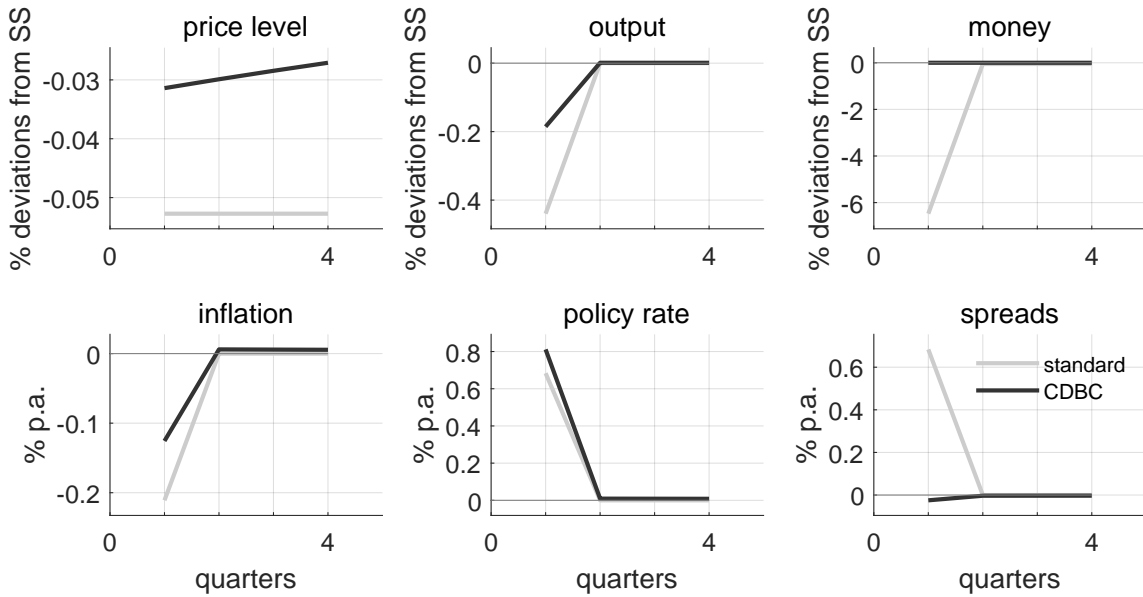 price level
% deviations from SS
-0.03
-0.04
-0.05
0
4
output
% deviations from SS
0
-0.2
-0.4
0
4
money
% deviations from SS
0
-2
-4
-6
0
4
inflation
% p.a.
0
-0.1
-0.2
0
4
quarters
policy rate
% p.a.
0.8
0.6
0.4
0.2
0
0
4
quarters
spreads
% p.a.
0.6
0.4
0.2
0
standard
CDBC
0
4
quarters